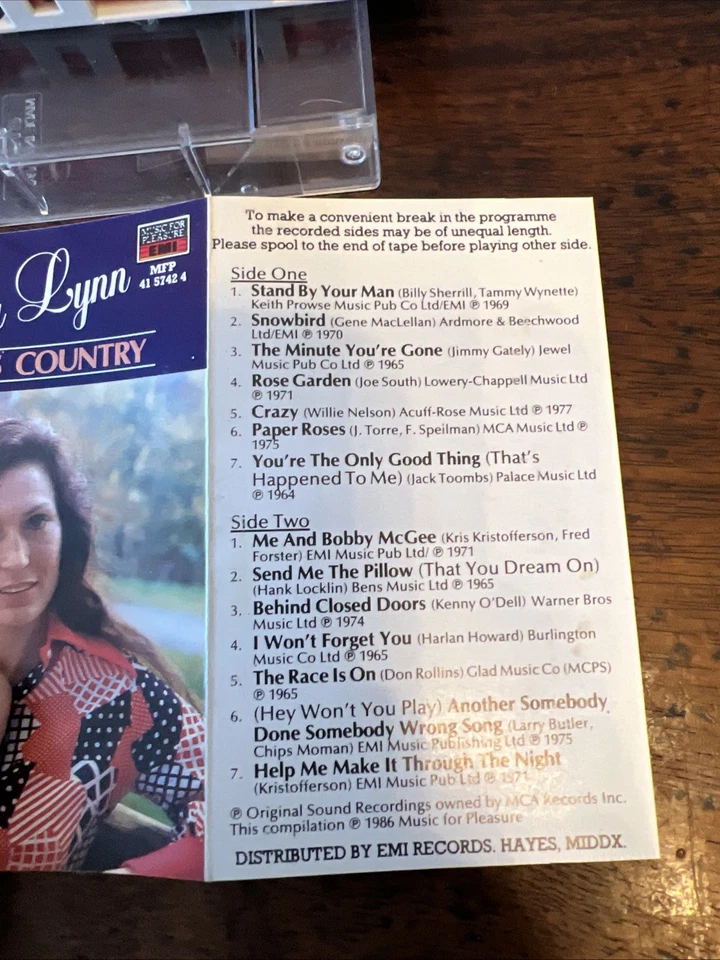 MUSIC FOR
PLEASURE
EMI
MFP
41 5742 4
Lynn
COUNTRY
To make a convenient break in the programme
the recorded sides may be of unequal length.
Please spool to the end of tape before playing other side.
Side One
1. Stand By Your Man (Billy Sherrill, Tammy Wynette)
Keith Prowse Music Pub Co Ltd/EMI ℗ 1969
2. Snowbird (Gene MacLellan) Ardmore & Beechwood
Ltd/EMI ℗ 1970
3. The Minute You're Gone (Jimmy Gately) Jewel
Music Pub Co Ltd ℗ 1965
4. Rose Garden (Joe South) Lowery-Chappell Music Ltd
℗ 1971
5. Crazy (Willie Nelson) Acuff-Rose Music Ltd ℗ 1977
6. Paper Roses (J. Torre, F. Speilman) MCA Music Ltd ℗
1975
7. You're The Only Good Thing (That's
Happened To Me) (Jack Toombs) Palace Music Ltd
℗ 1964
Side Two
1. Me And Bobby McGee (Kris Kristofferson, Fred
Forster) EMI Music Pub Ltd/ ℗ 1971
2. Send Me The Pillow (That You Dream On)
(Hank Locklin) Bens Music Ltd ℗ 1965
3. Behind Closed Doors (Kenny O'Dell) Warner Bros
Music Ltd ℗ 1974
4. I Won't Forget You (Harlan Howard) Burlington
Music Co Ltd ℗ 1965
5. The Race Is On (Don Rollins) Glad Music Co (MCPS)
℗ 1965
6. (Hey Won't You Play) Another Somebody
Done Somebody Wrong Song (Larry Butler,
Chips Moman) EMI Music Publishing Ltd ℗ 1975
7. Help Me Make It Through The Night
(Kristofferson) EMI Music Pub Ltd ℗ 1971
℗ Original Sound Recordings owned by MCA Records Inc.
This compilation ℗ 1986 Music for Pleasure
DISTRIBUTED BY EMI RECORDS. HAYES, MIDDX.